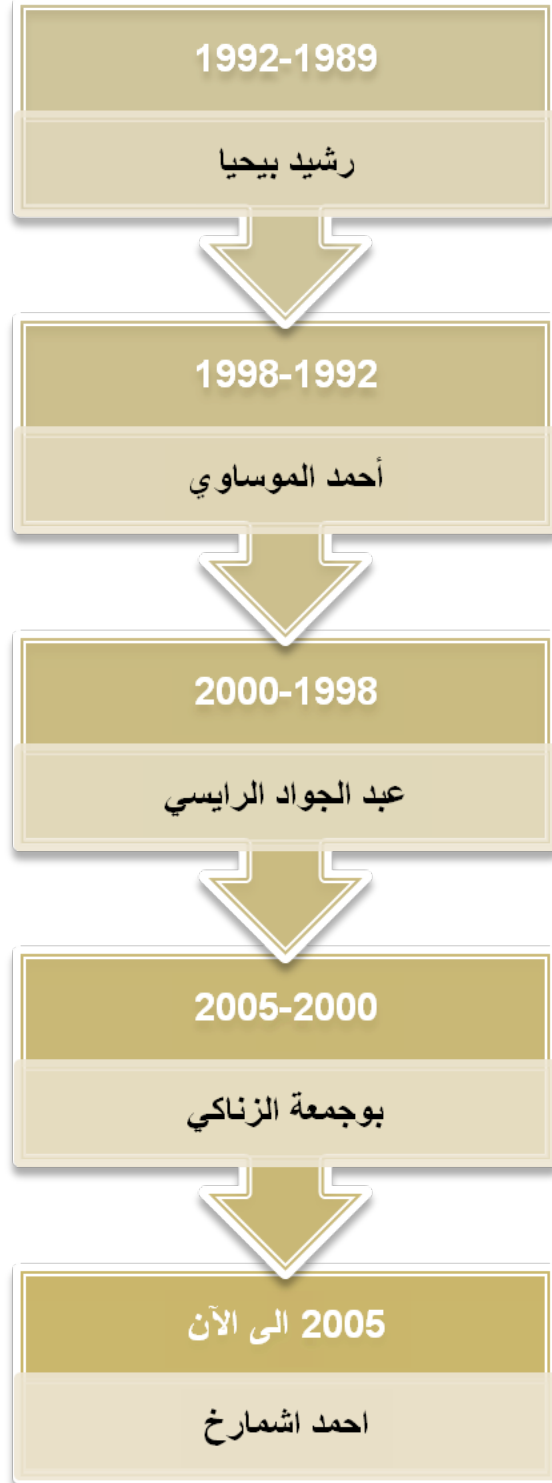 1992-1989
رشيد بيحيا
1998-1992
أحمد الموساوي
2000-1998
عبد الجواد الرايسي
2005-2000
بوجمعة الزناكي
2005 الى الآن
احمد اشمارخ